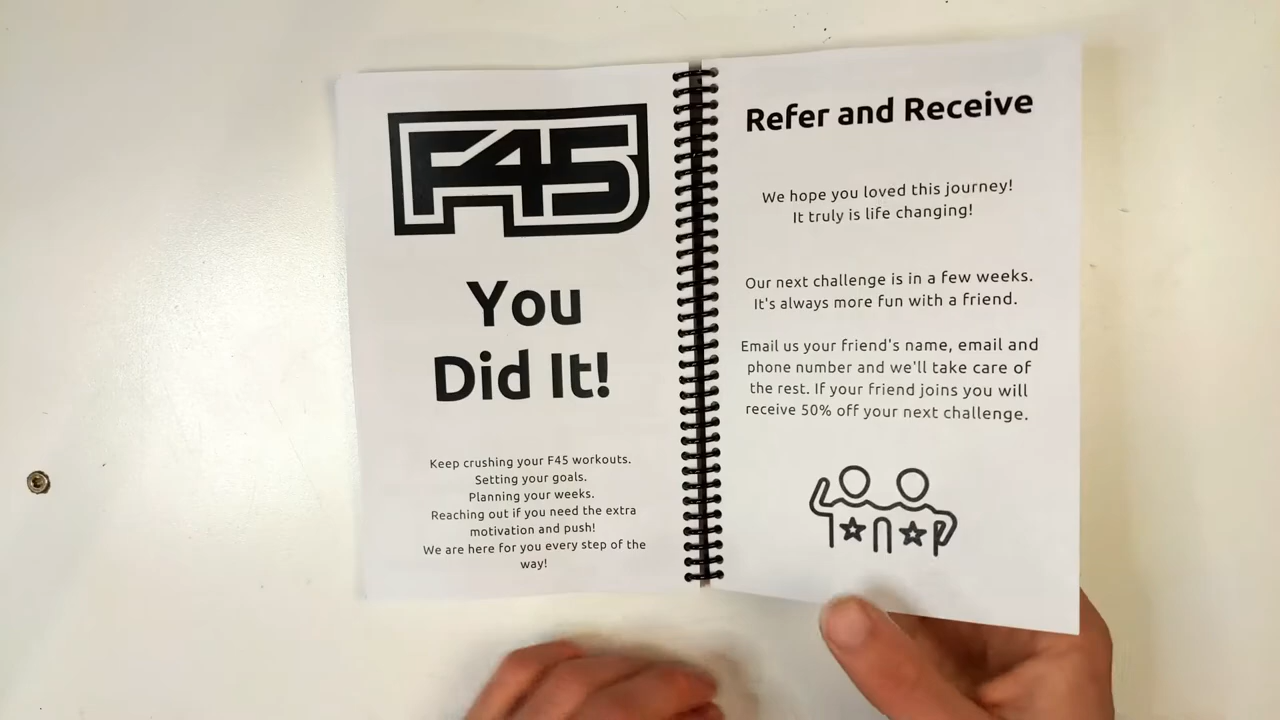 F45
You
Did It!
Keep crushing your F45 workouts.
Setting your goals.
Planning your weeks.
Reaching out if you need the extra
motivation and push!
We are here for you every step of the
way!
Refer and Receive
We hope you loved this journey!
It truly is life changing!
Our next challenge is in a few weeks.
It's always more fun with a friend.
Email us your friend's name, email and
phone number and we'll take care of
the rest. If your friend joins you will
receive 50% off your next challenge.